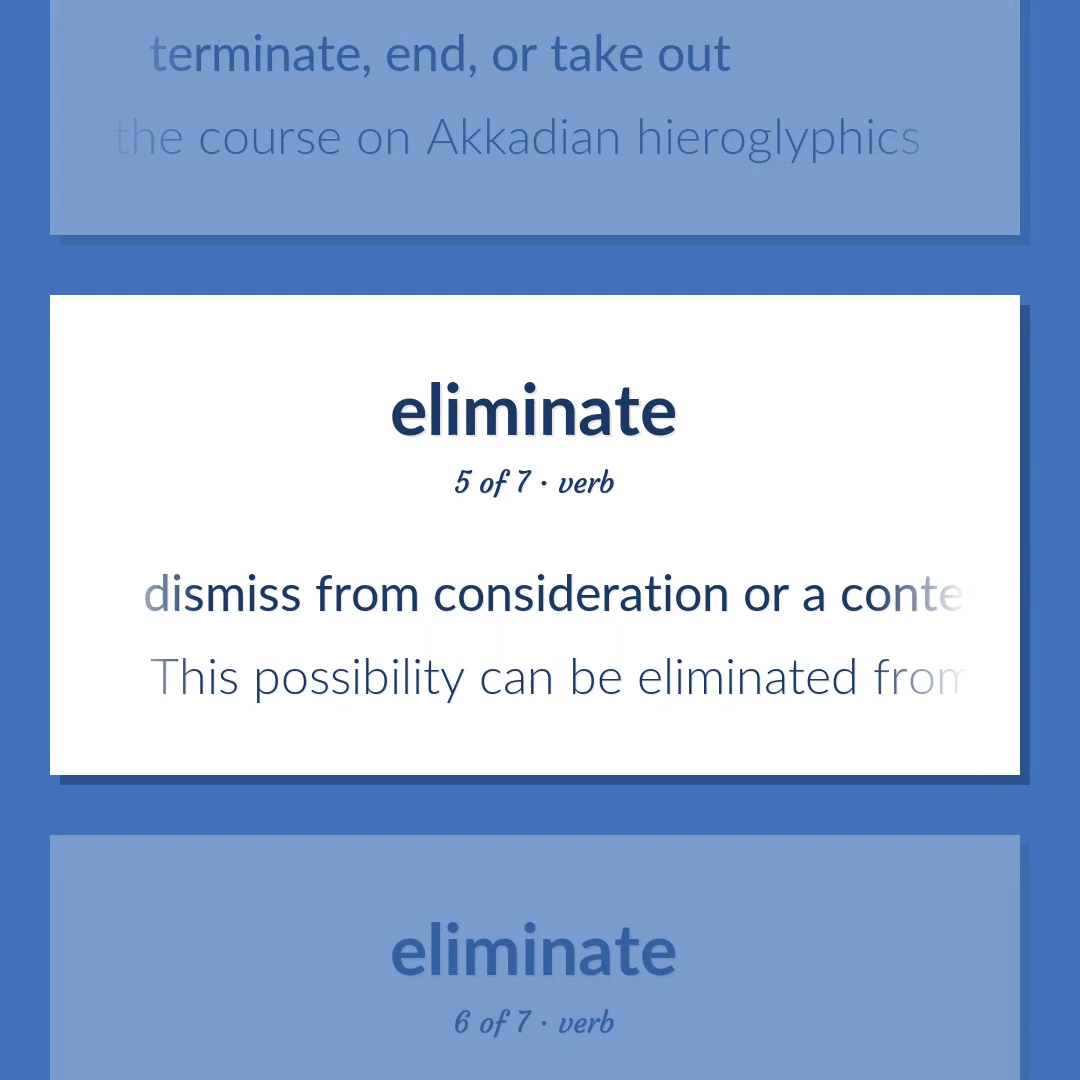 terminate, end, or take out
the course on Akkadian hieroglyphics
eliminate
5 of 7 · verb
dismiss from consideration or a conte
This possibility can be eliminated from
eliminate
6 of 7 · verb